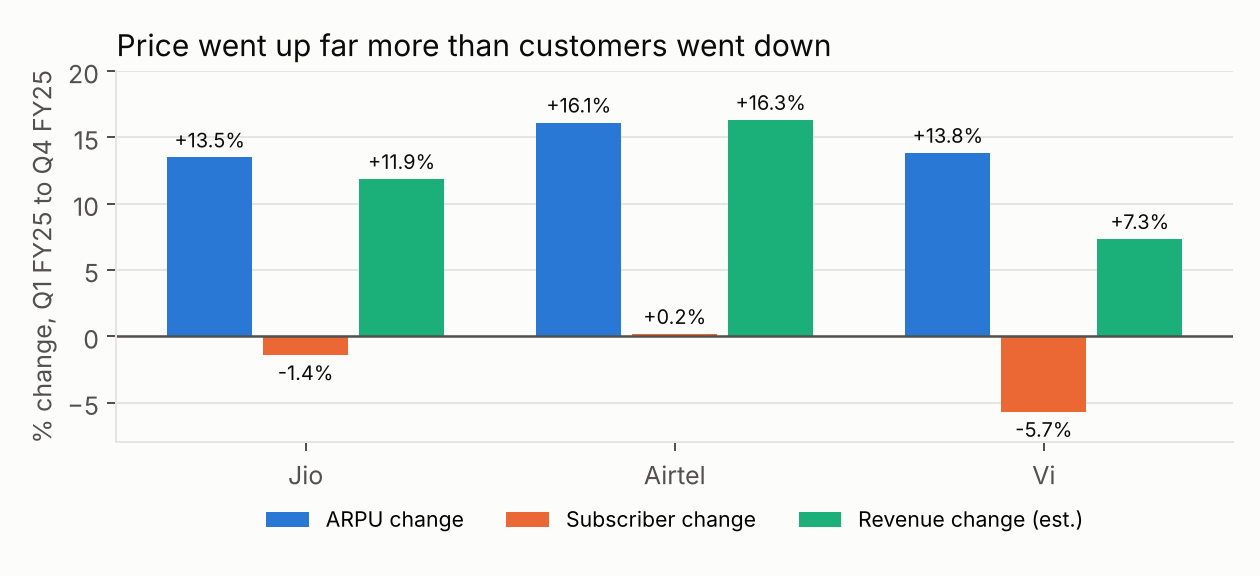 Price went up far more than customers went down
% change, Q1 FY25 to Q4 FY25
20
15
10
5
0
−5
+13.5%
-1.4%
+11.9%
+16.1%
+0.2%
+16.3%
+13.8%
-5.7%
+7.3%
Jio
Airtel
Vi
ARPU change
Subscriber change
Revenue change (est.)